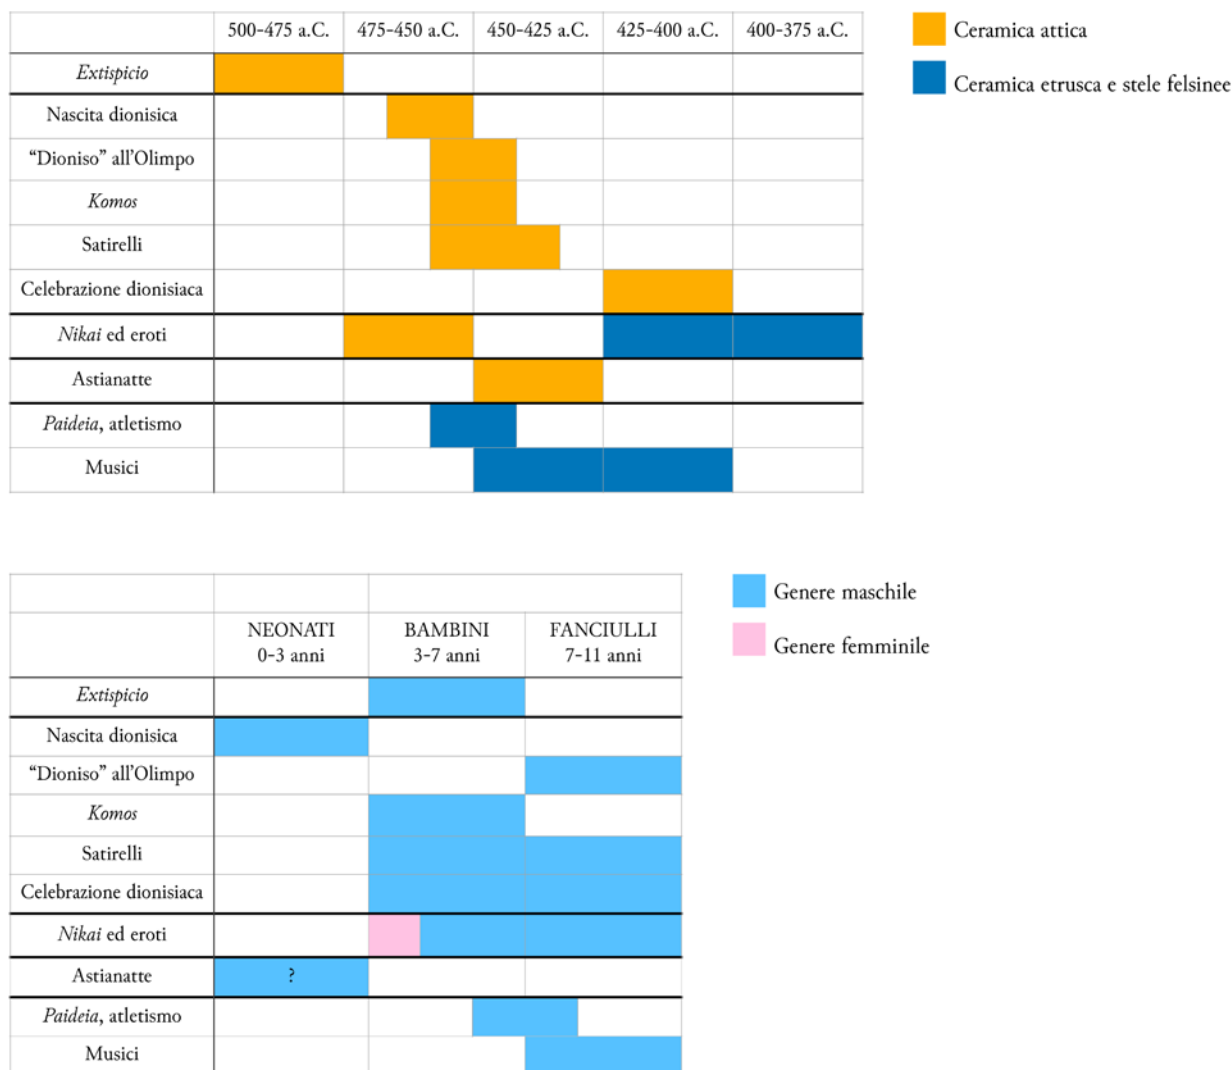 500-475 a.C. 475-450 a.C. 450-425 a.C. 425-400 a.C. 400-375 a.C.
Extispicio
Nascita dionisica
“Dioniso” all’Olimpo
Komos
Satirelli
Celebrazione dionisiaca
Nikai ed eroti
Astianatte
Paideia, atletismo
Musici
Ceramica attica
Ceramica etrusca e stele felsinee
NEONATI BAMBINI FANCIULLI
0-3 anni 3-7 anni 7-11 anni
Extispicio
Nascita dionisica
“Dioniso” all’Olimpo
Komos
Satirelli
Celebrazione dionisiaca
Nikai ed eroti
Astianatte ?
Paideia, atletismo
Musici
Genere maschile
Genere femminile